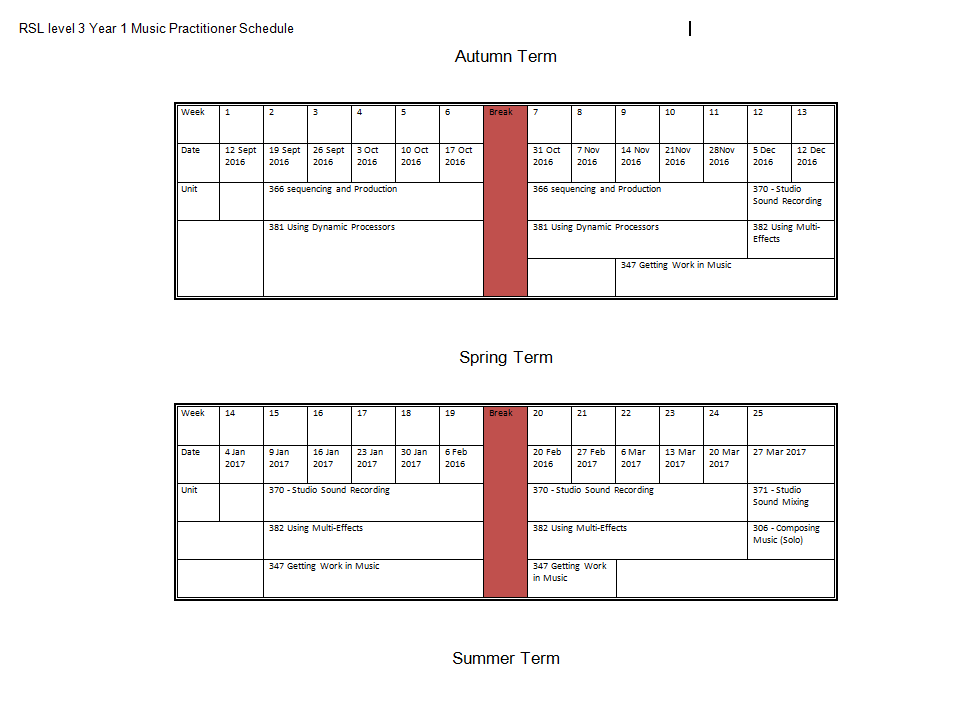 RSL level 3 Year 1 Music Practitioner Schedule
Autumn Term
Week 1 2 3 4 5 6 Break 7 8 9 10 11 12 13
Date 12 Sept 19 Sept 26 Sept 3 Oct 10 Oct 17 Oct 31 Oct 7 Nov 14 Nov 21Nov 28Nov 5 Dec 12 Dec
2016 2016 2016 2016 2016 2016 2016 2016 2016 2016 2016 2016 2016
Unit 366 sequencing and Production 366 sequencing and Production 370 - Studio
Sound Recording
381 Using Dynamic Processors 381 Using Dynamic Processors 382 Using Multi-
Effects
347 Getting Work in Music
Spring Term
Week 14 15 16 17 18 19 Break 20 21 22 23 24 25
Date 4 Jan 9 Jan 16 Jan 23 Jan 30 Jan 6 Feb 20 Feb 27 Feb 6 Mar 13 Mar 20 Mar 27 Mar 2017
2017 2017 2017 2017 2017 2016 2016 2017 2017 2017 2017
Unit 370 - Studio Sound Recording 370 - Studio Sound Recording 371 - Studio
Sound Mixing
382 Using Multi-Effects 382 Using Multi-Effects 306 - Composing
Music (Solo)
347 Getting Work in Music 347 Getting Work
in Music
Summer Term